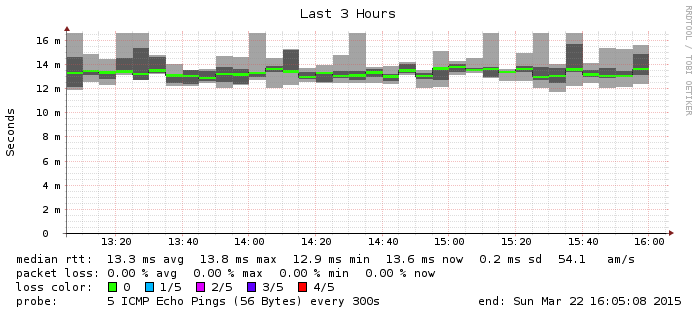 Last 3 Hours
RRDTOOL / TOBI OETIKER
Seconds
16 m
14 m
12 m
10 m
8 m
6 m
4 m
2 m
0
13:20 13:40 14:00 14:20 14:40 15:00 15:20 15:40 16:00
median rtt: 13.3 ms avg 13.8 ms max 12.9 ms min 13.6 ms now 0.2 ms sd 54.1 am/s
packet loss: 0.00 % avg 0.00 % max 0.00 % min 0.00 % now
loss color: 0 1/5 2/5 3/5 4/5
probe: 5 ICMP Echo Pings (56 Bytes) every 300s end: Sun Mar 22 16:05:08 2015